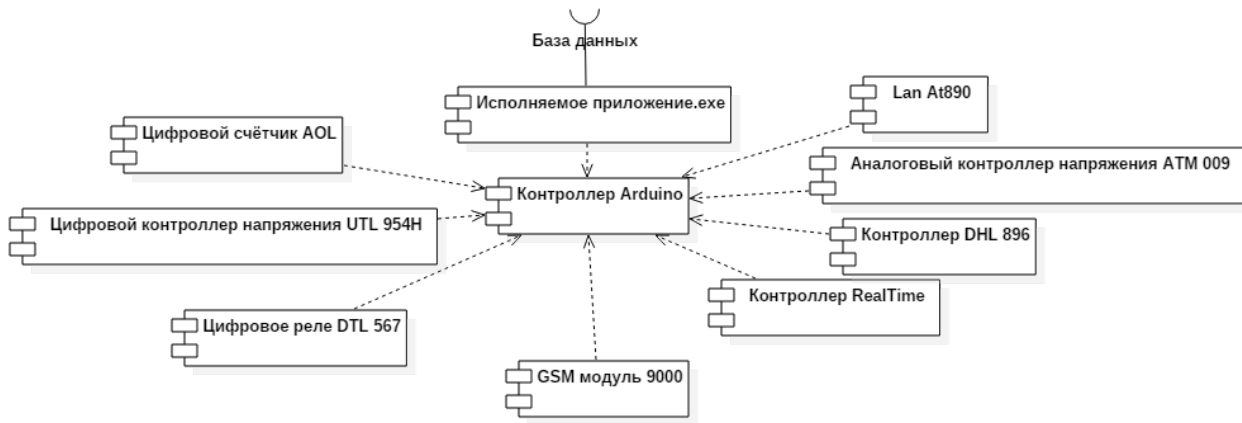 База данных
Исполняемое приложение.exe
Lan At890
Цифровой счётчик AOL
Аналоговый контроллер напряжения ATM 009
Контроллер Arduino
Цифровой контроллер напряжения UTL 954H
Контроллер DHL 896
Контроллер RealTime
Цифровое реле DTL 567
GSM модуль 9000